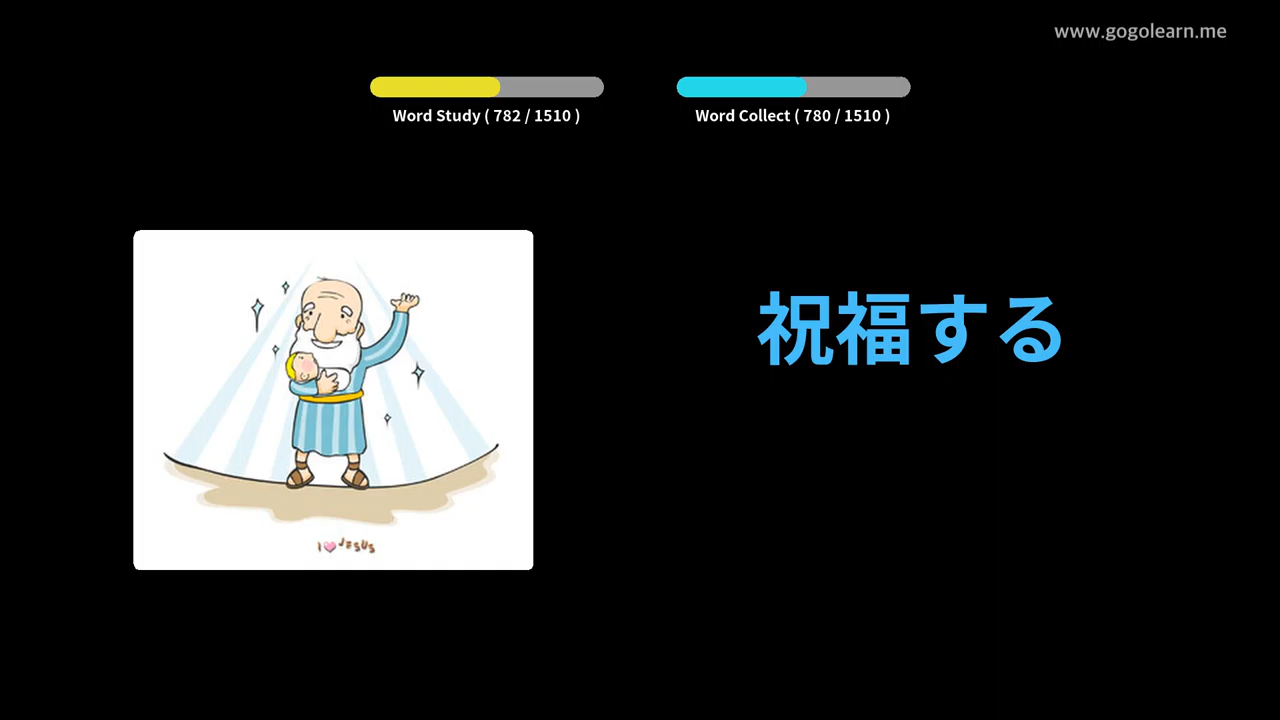 www.gogolearn.me
Word Study ( 782 / 1510 )
Word Collect ( 780 / 1510 )
祝福する
I JESUS